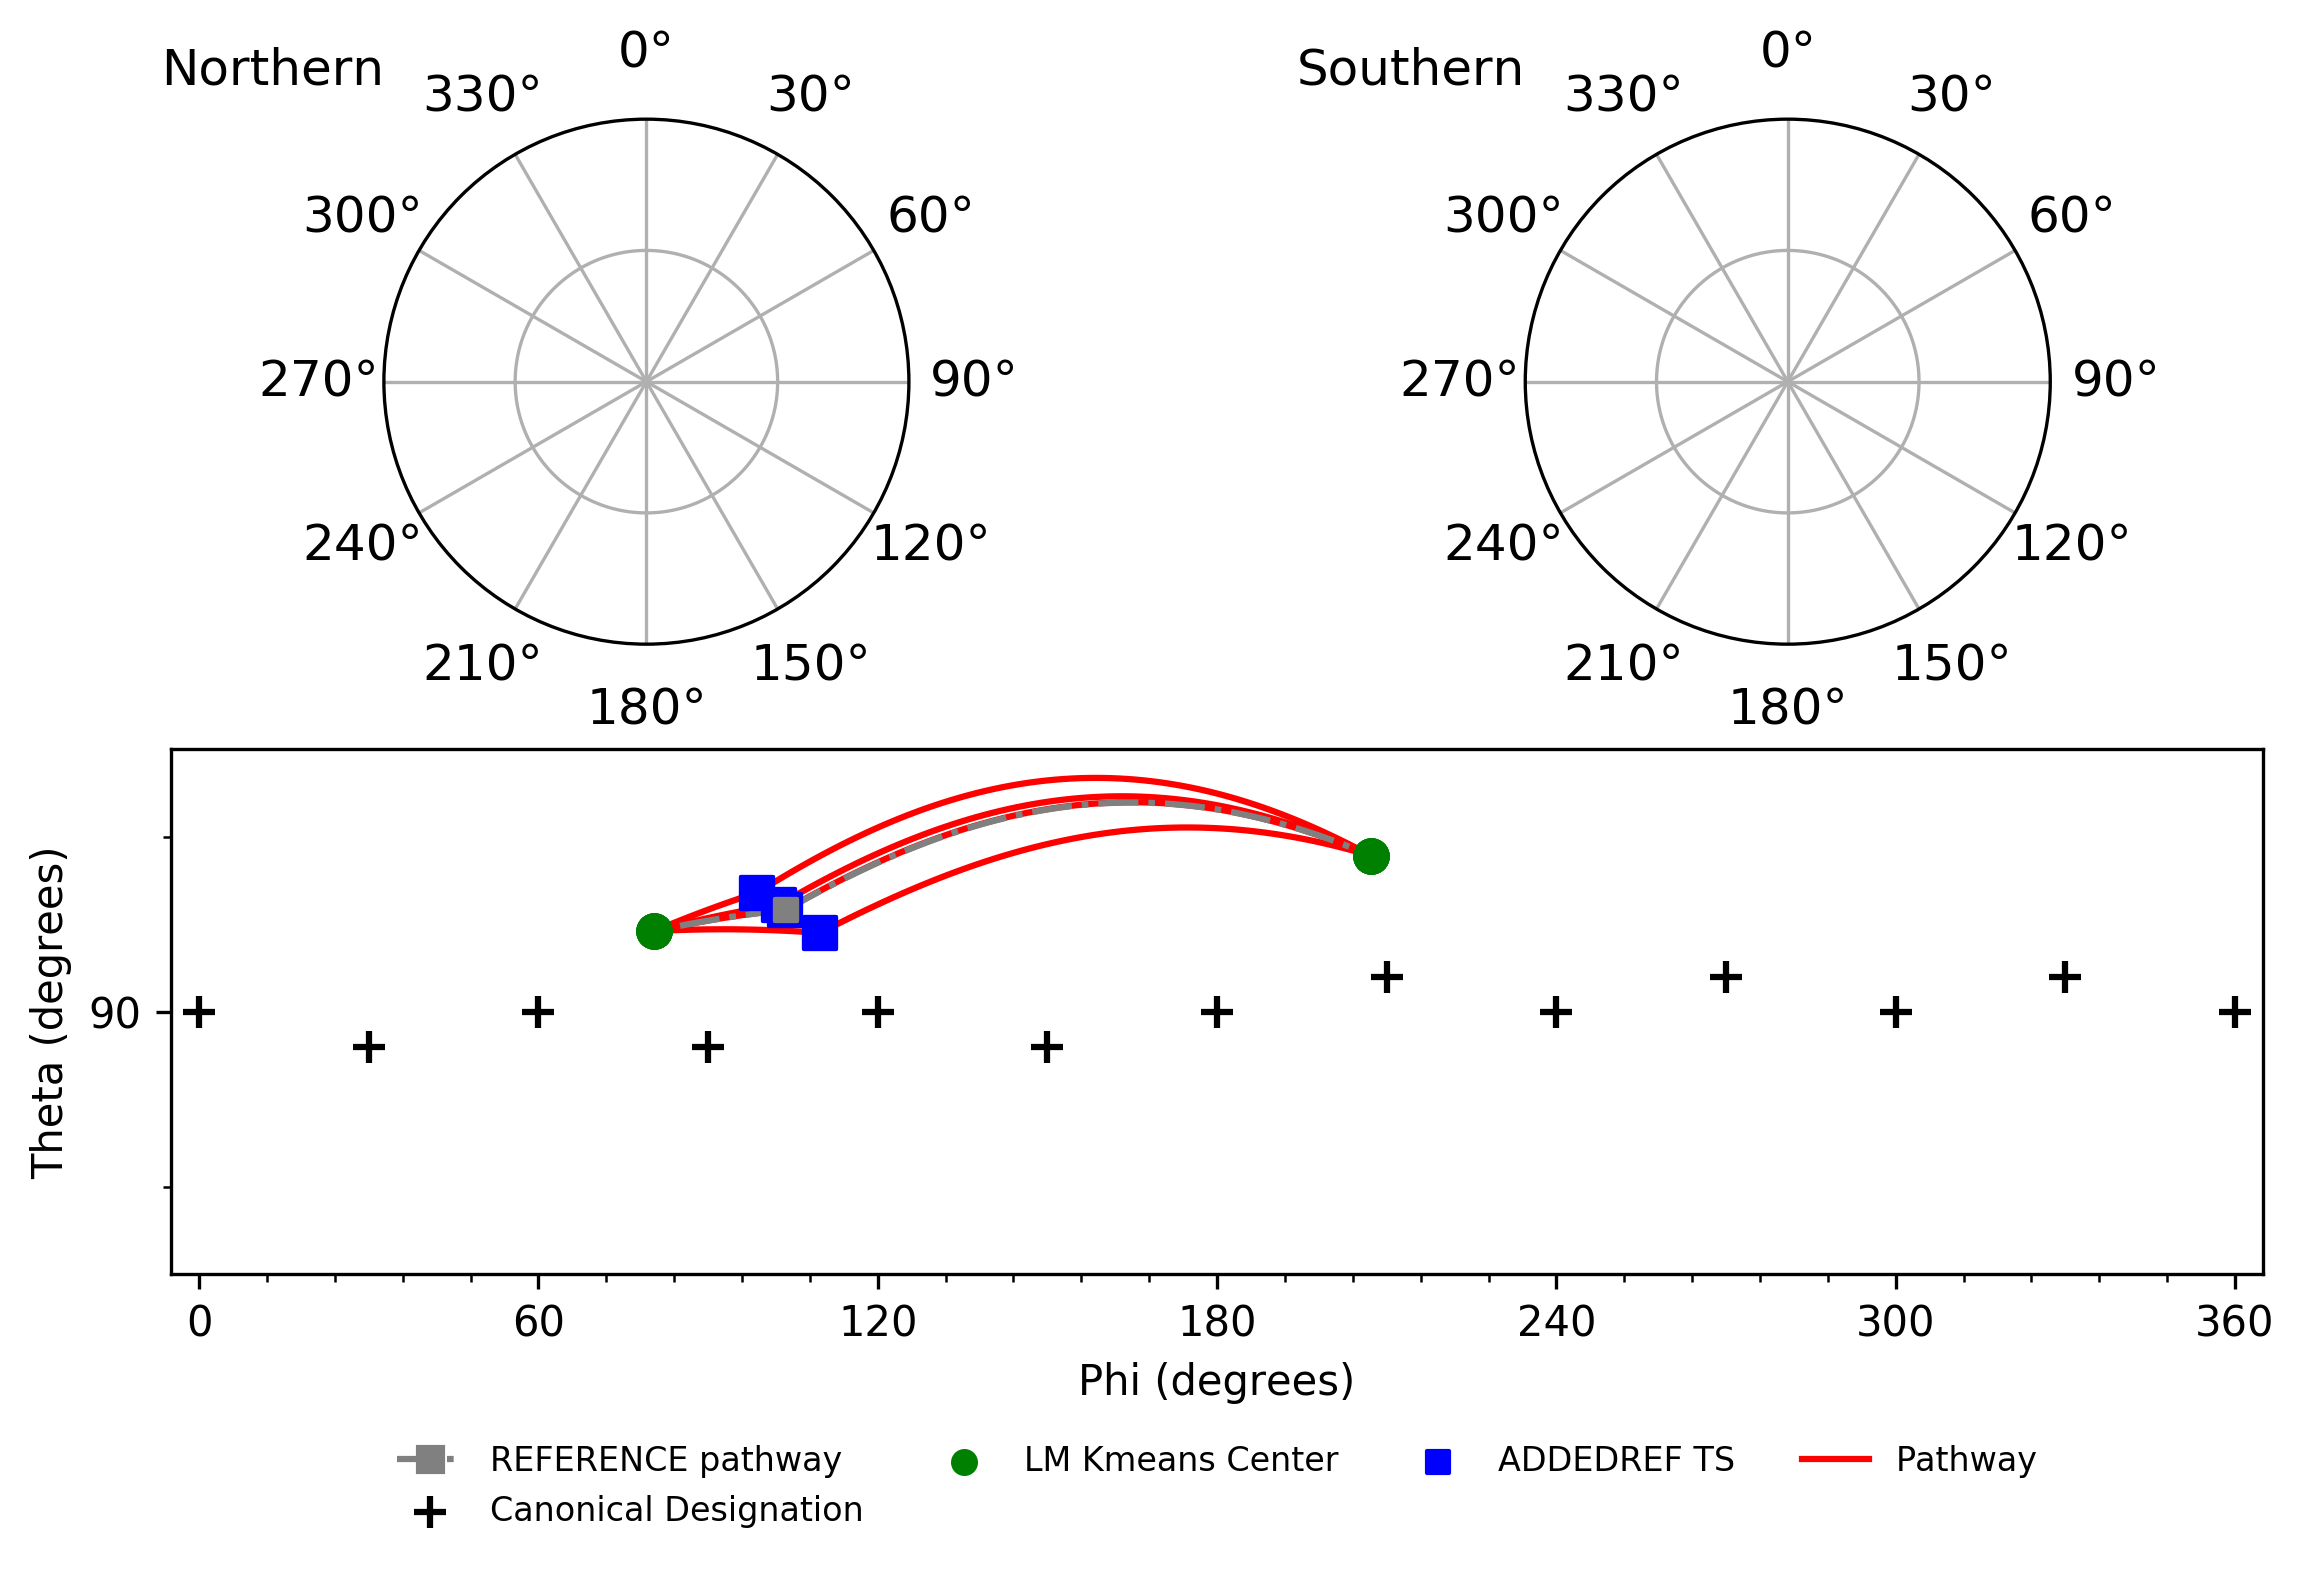 Northern
0°
30°
60°
90°
120°
150°
180°
210°
240°
270°
300°
330°
Southern
0°
30°
60°
90°
120°
150°
180°
210°
240°
270°
300°
330°
Theta (degrees)
90
0 60 120 180 240 300 360
Phi (degrees)
REFERENCE pathway
Canonical Designation
LM Kmeans Center
ADDEDREF TS
Pathway